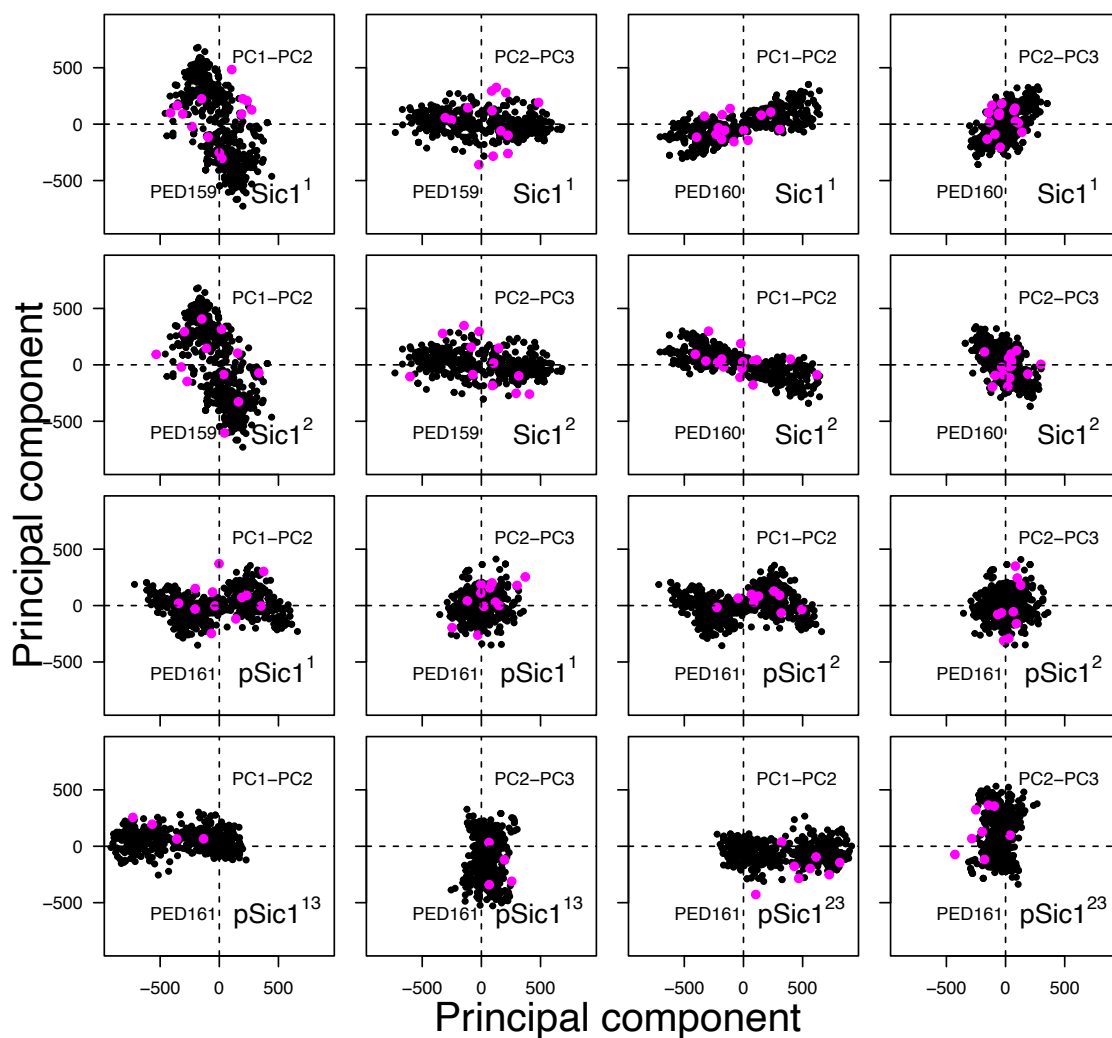 PC1−PC2
500
0
−500
PED159
Sic1¹
PC2−PC3
PED159
Sic1¹
PC1−PC2
PED160
Sic1¹
PC2−PC3
PED160
Sic1¹
PC1−PC2
500
0
−500
PED159
Sic1²
PC2−PC3
PED159
Sic1²
PC1−PC2
PED160
Sic1²
PC2−PC3
PED160
Sic1²
Principal component
PC1−PC2
500
0
−500
PED161
pSic1¹
PC2−PC3
PED161
pSic1¹
PC1−PC2
PED161
pSic1²
PC2−PC3
PED161
pSic1²
PC1−PC2
500
0
−500
PED161
pSic1¹³
PC2−PC3
PED161
pSic1¹³
PC1−PC2
PED161
pSic1²³
PC2−PC3
PED161
pSic1²³
−500 0 500
−500 0 500
−500 0 500
−500 0 500
Principal component